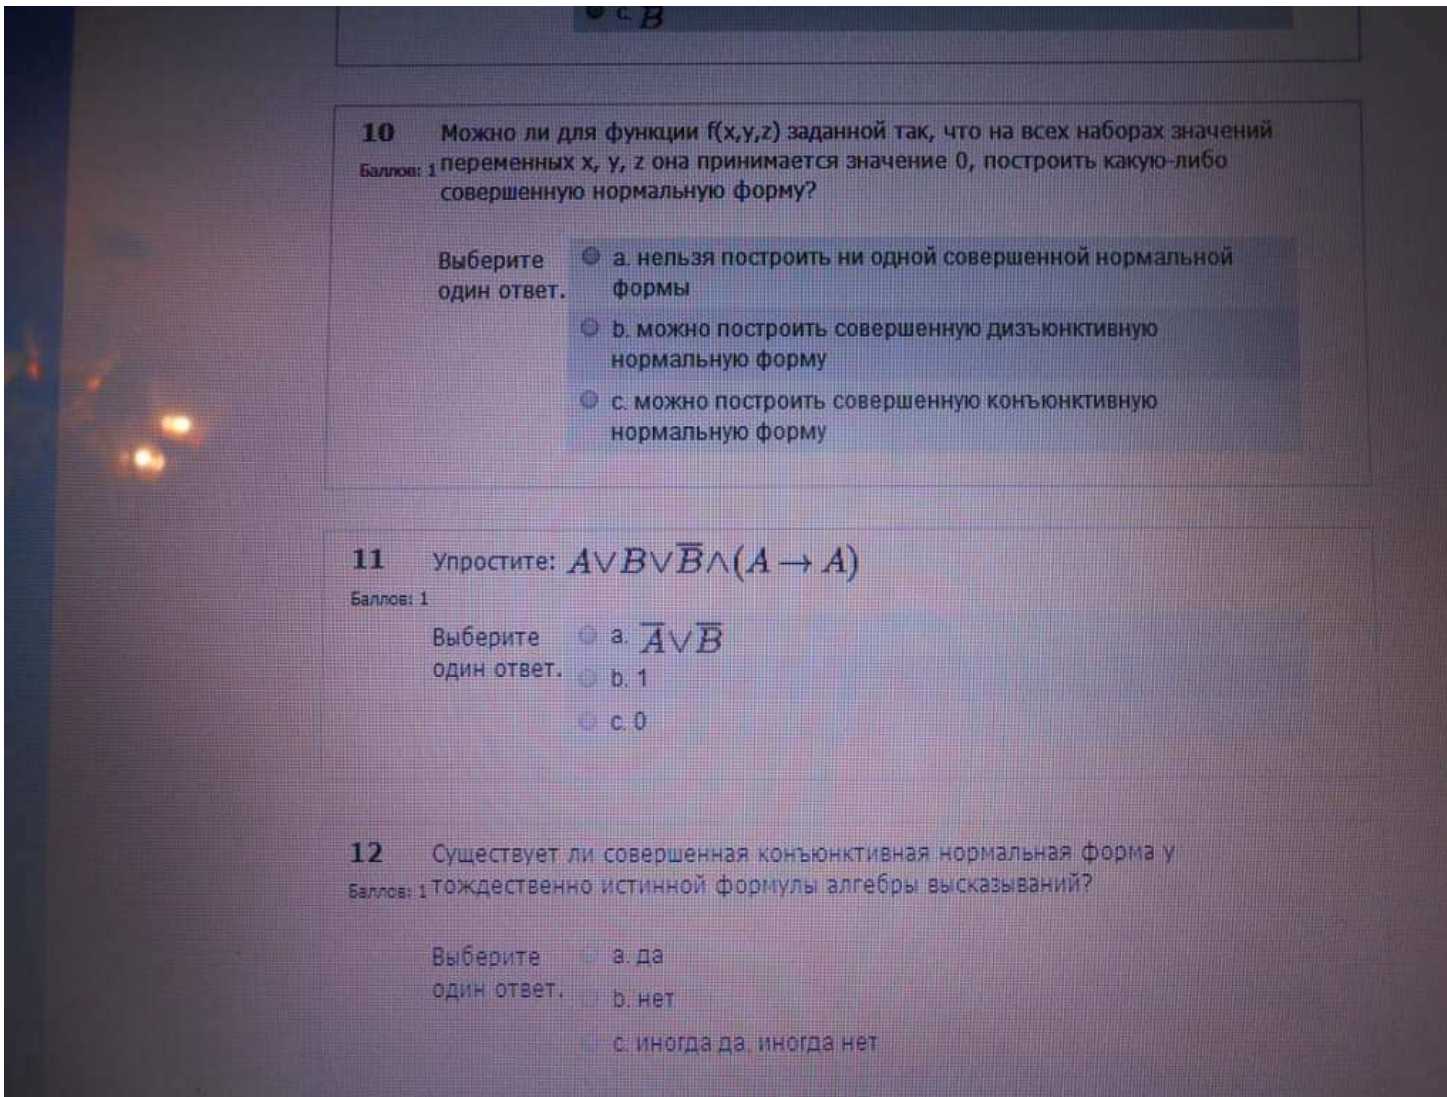 c. B
10 Можно ли для функции f(x,y,z) заданной так, что на всех наборах значений
Баллов: 1 переменных x, y, z она принимается значение 0, построить какую-либо
совершенную нормальную форму?
Выберите
один ответ.
a. нельзя построить ни одной совершенной нормальной
формы
b. можно построить совершенную дизъюнктивную
нормальную форму
c. можно построить совершенную конъюнктивную
нормальную форму
11 Упростите: A∨B∨B̅∧(A→A)
Баллов: 1
Выберите
один ответ.
a. A̅∨B̅
b. 1
c. 0
12 Существует ли совершенная конъюнктивная нормальная форма у
Баллов: 1 тождественно истинной формулы алгебры высказываний?
Выберите
один ответ.
a. да
b. нет
c. иногда да, иногда нет